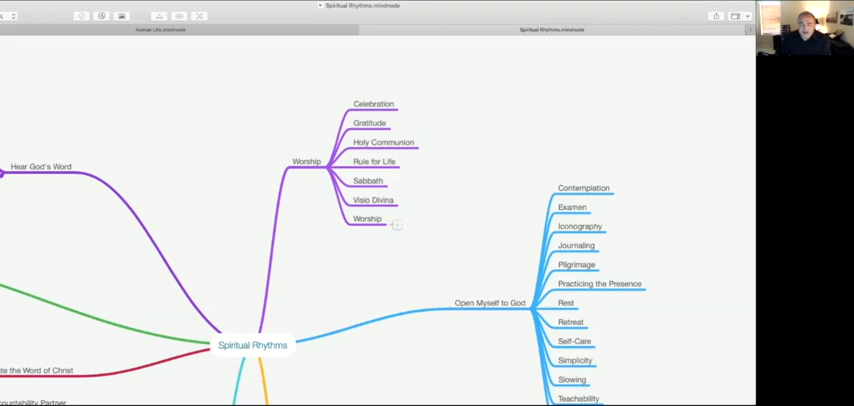 Spiritual Rhythms.mindnode
Human Life.mindnode
Spiritual Rhythms.mindnode
Celebration
Gratitude
Holy Communion
Worship
Rule for Life
Hear God's Word
Sabbath
Visio Divina
Worship
Contemplation
Examen
Iconography
Journaling
Pilgrimage
Practicing the Presence
Open Myself to God
Rest
Retreat
Self-Care
Spiritual Rhythms
Simplicity
te the Word of Christ
Slowing
Teachability
countability Partner